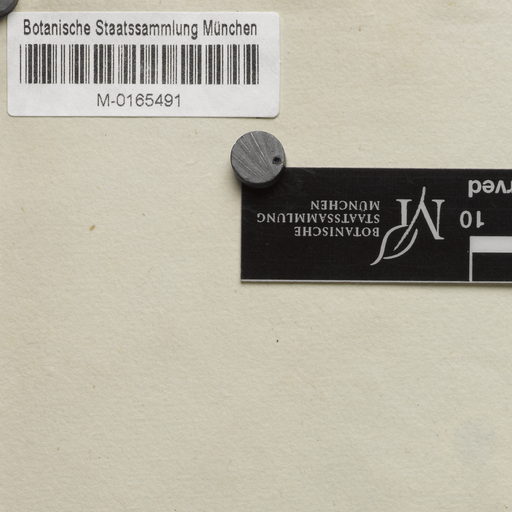 Botanische Staatssammlung München
M-0165491
rved
10
M
BOTANISCHE
STAATSSAMMLUNG
MÜNCHEN